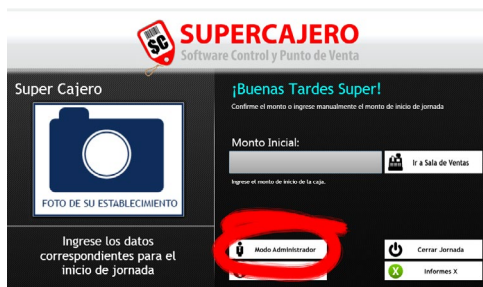 SG
SUPERCAJERO
Software Control y Punto de Venta
Super Cajero
¡Buenas Tardes Super!
Confirme el monto o ingrese manualmente el monto de inicio de jornada
Monto Inicial:
Ir a Sala de Ventas
Ingrese el monto de inicio de la caja.
FOTO DE SU ESTABLECIMIENTO
Ingrese los datos
correspondientes para el
inicio de jornada
Modo Administrador
Cerrar Jornada
X Informes X